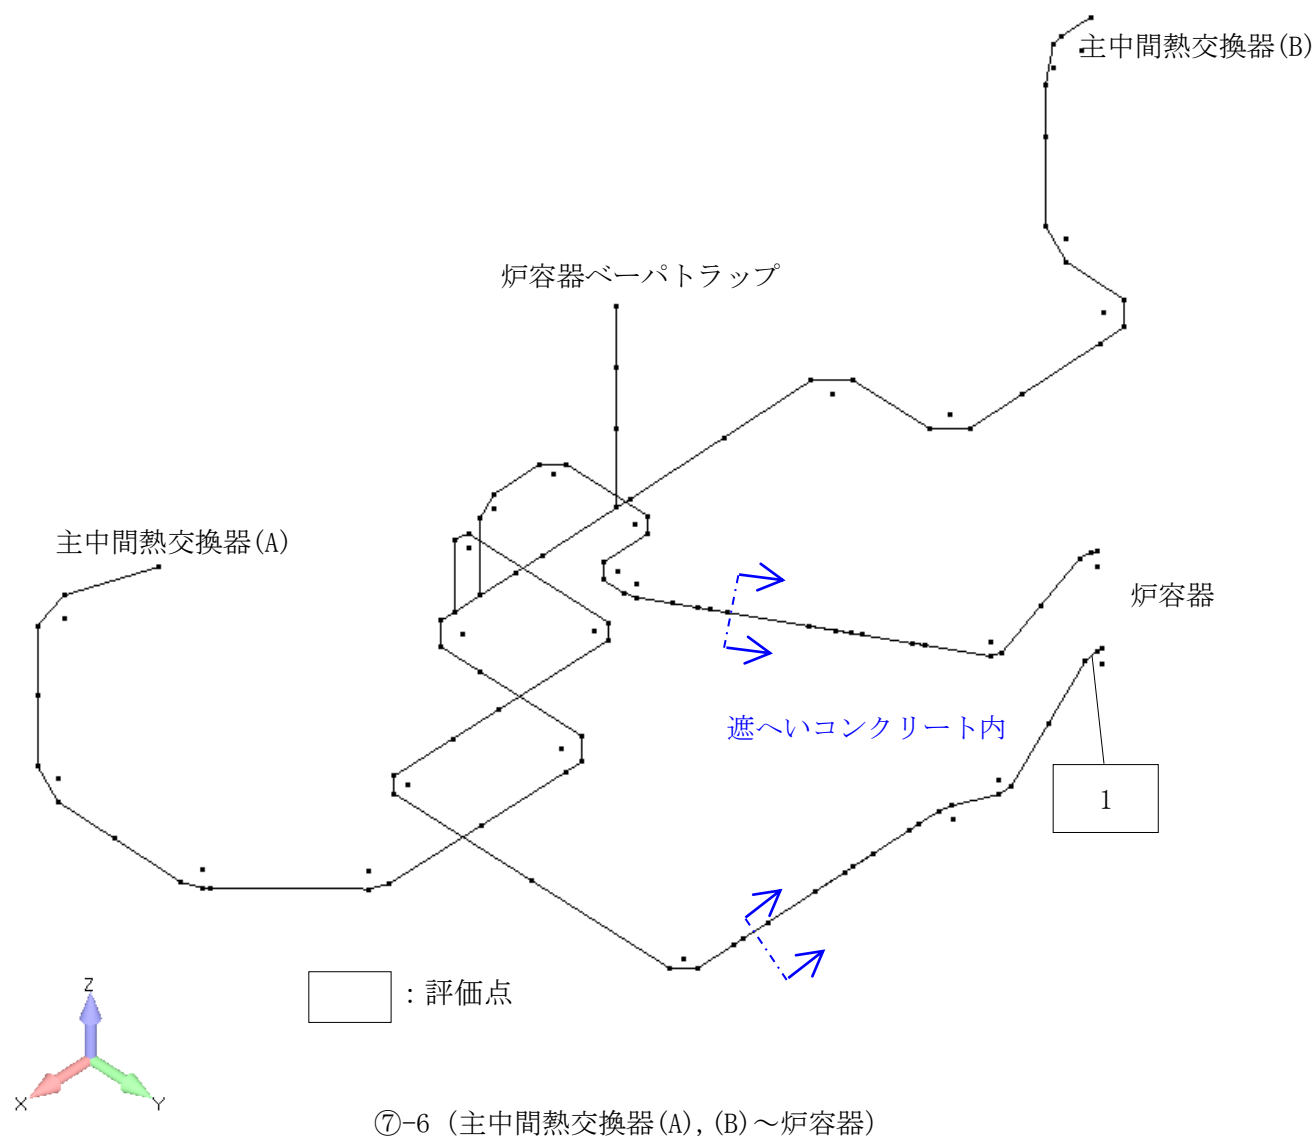 主中間熱交換器(B)
炉容器ベーパトラップ
主中間熱交換器(A)
炉容器
遮へいコンクリート内
1
：評価点
Z
X
Y
⑦-6 (主中間熱交換器(A),(B)～炉容器)